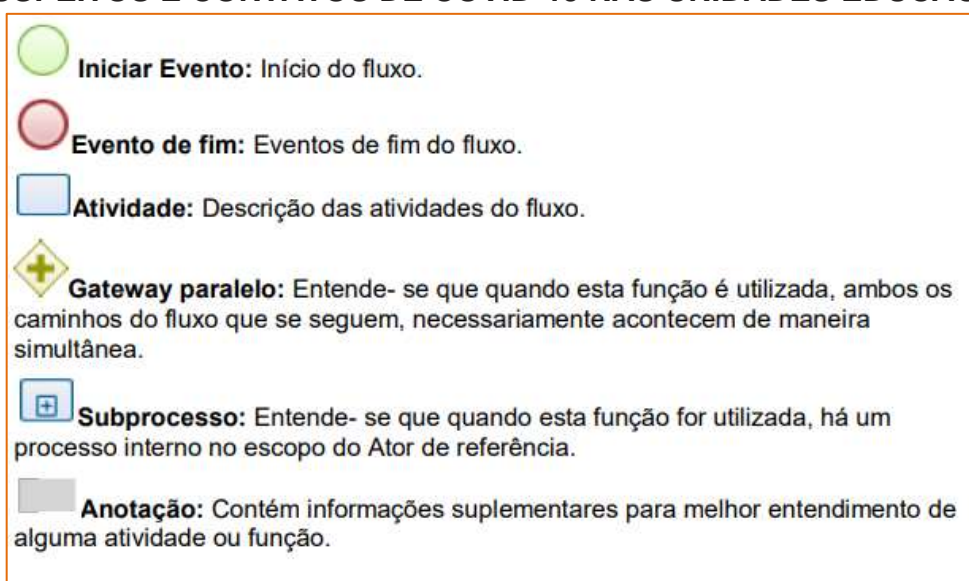 Iniciar Evento: Início do fluxo.
Evento de fim: Eventos de fim do fluxo.
Atividade: Descrição das atividades do fluxo.
Gateway paralelo: Entende- se que quando esta função é utilizada, ambos os
caminhos do fluxo que se seguem, necessariamente acontecem de maneira
simultânea.
Subprocesso: Entende- se que quando esta função for utilizada, há um
processo interno no escopo do Ator de referência.
Anotação: Contém informações suplementares para melhor entendimento de
alguma atividade ou função.